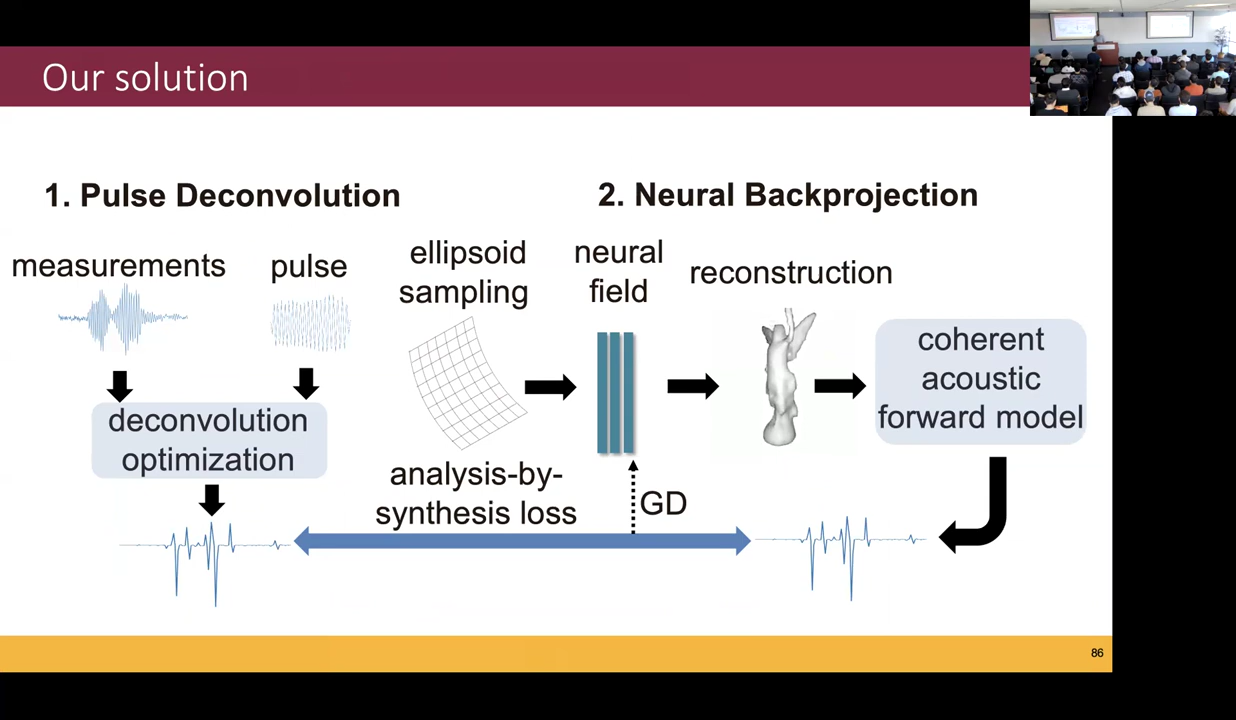 Our solution
1. Pulse Deconvolution
measurements
pulse
deconvolution
optimization
2. Neural Backprojection
ellipsoid
sampling
neural
field
reconstruction
coherent
acoustic
forward model
analysis-by-
synthesis loss
GD
86